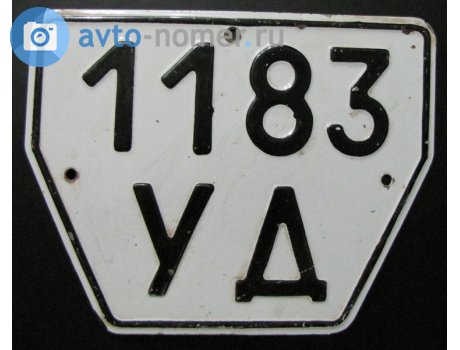 avto-nomer.ru
1183
УД